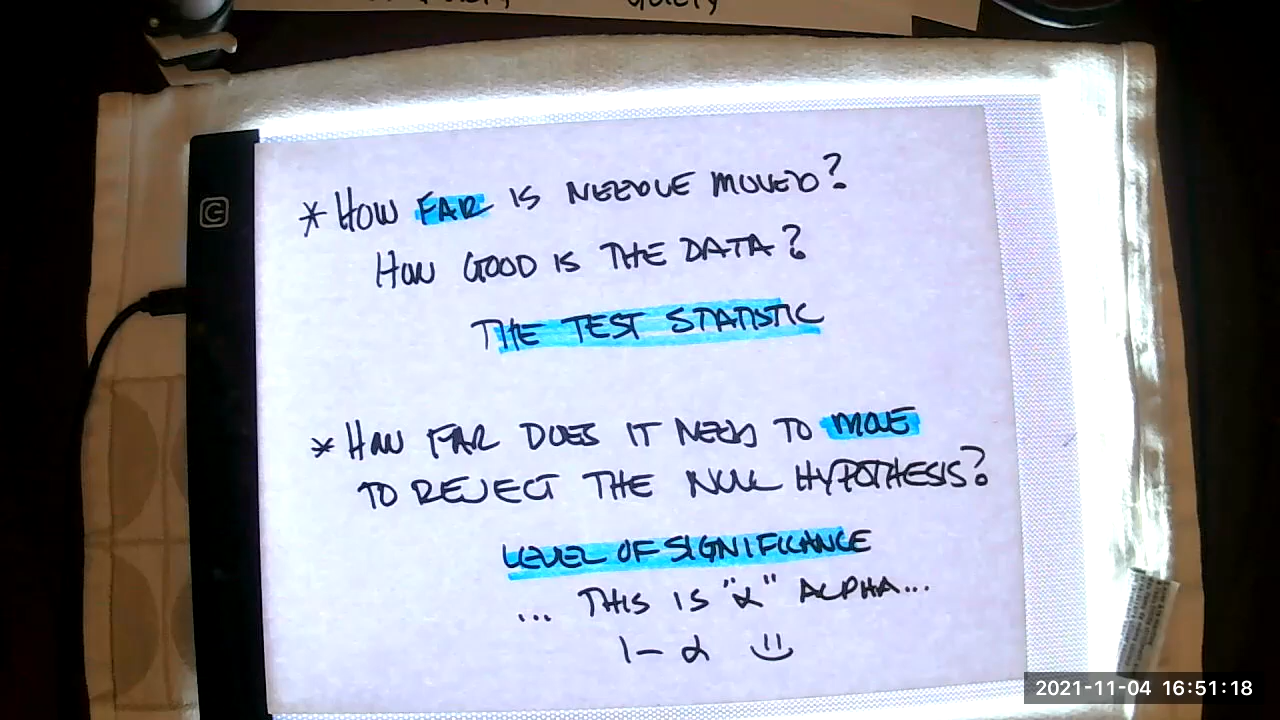 * HOW FAR IS NEEDLE MOVED?
HOW GOOD IS THE DATA?
THE TEST STATISTIC
* HOW FAR DOES IT NEED TO MOVE
TO REJECT THE NULL HYPOTHESIS?
LEVEL OF SIGNIFICANCE
... THIS IS "α" ALPHA...
1-α
2021-11-04 16:51:18